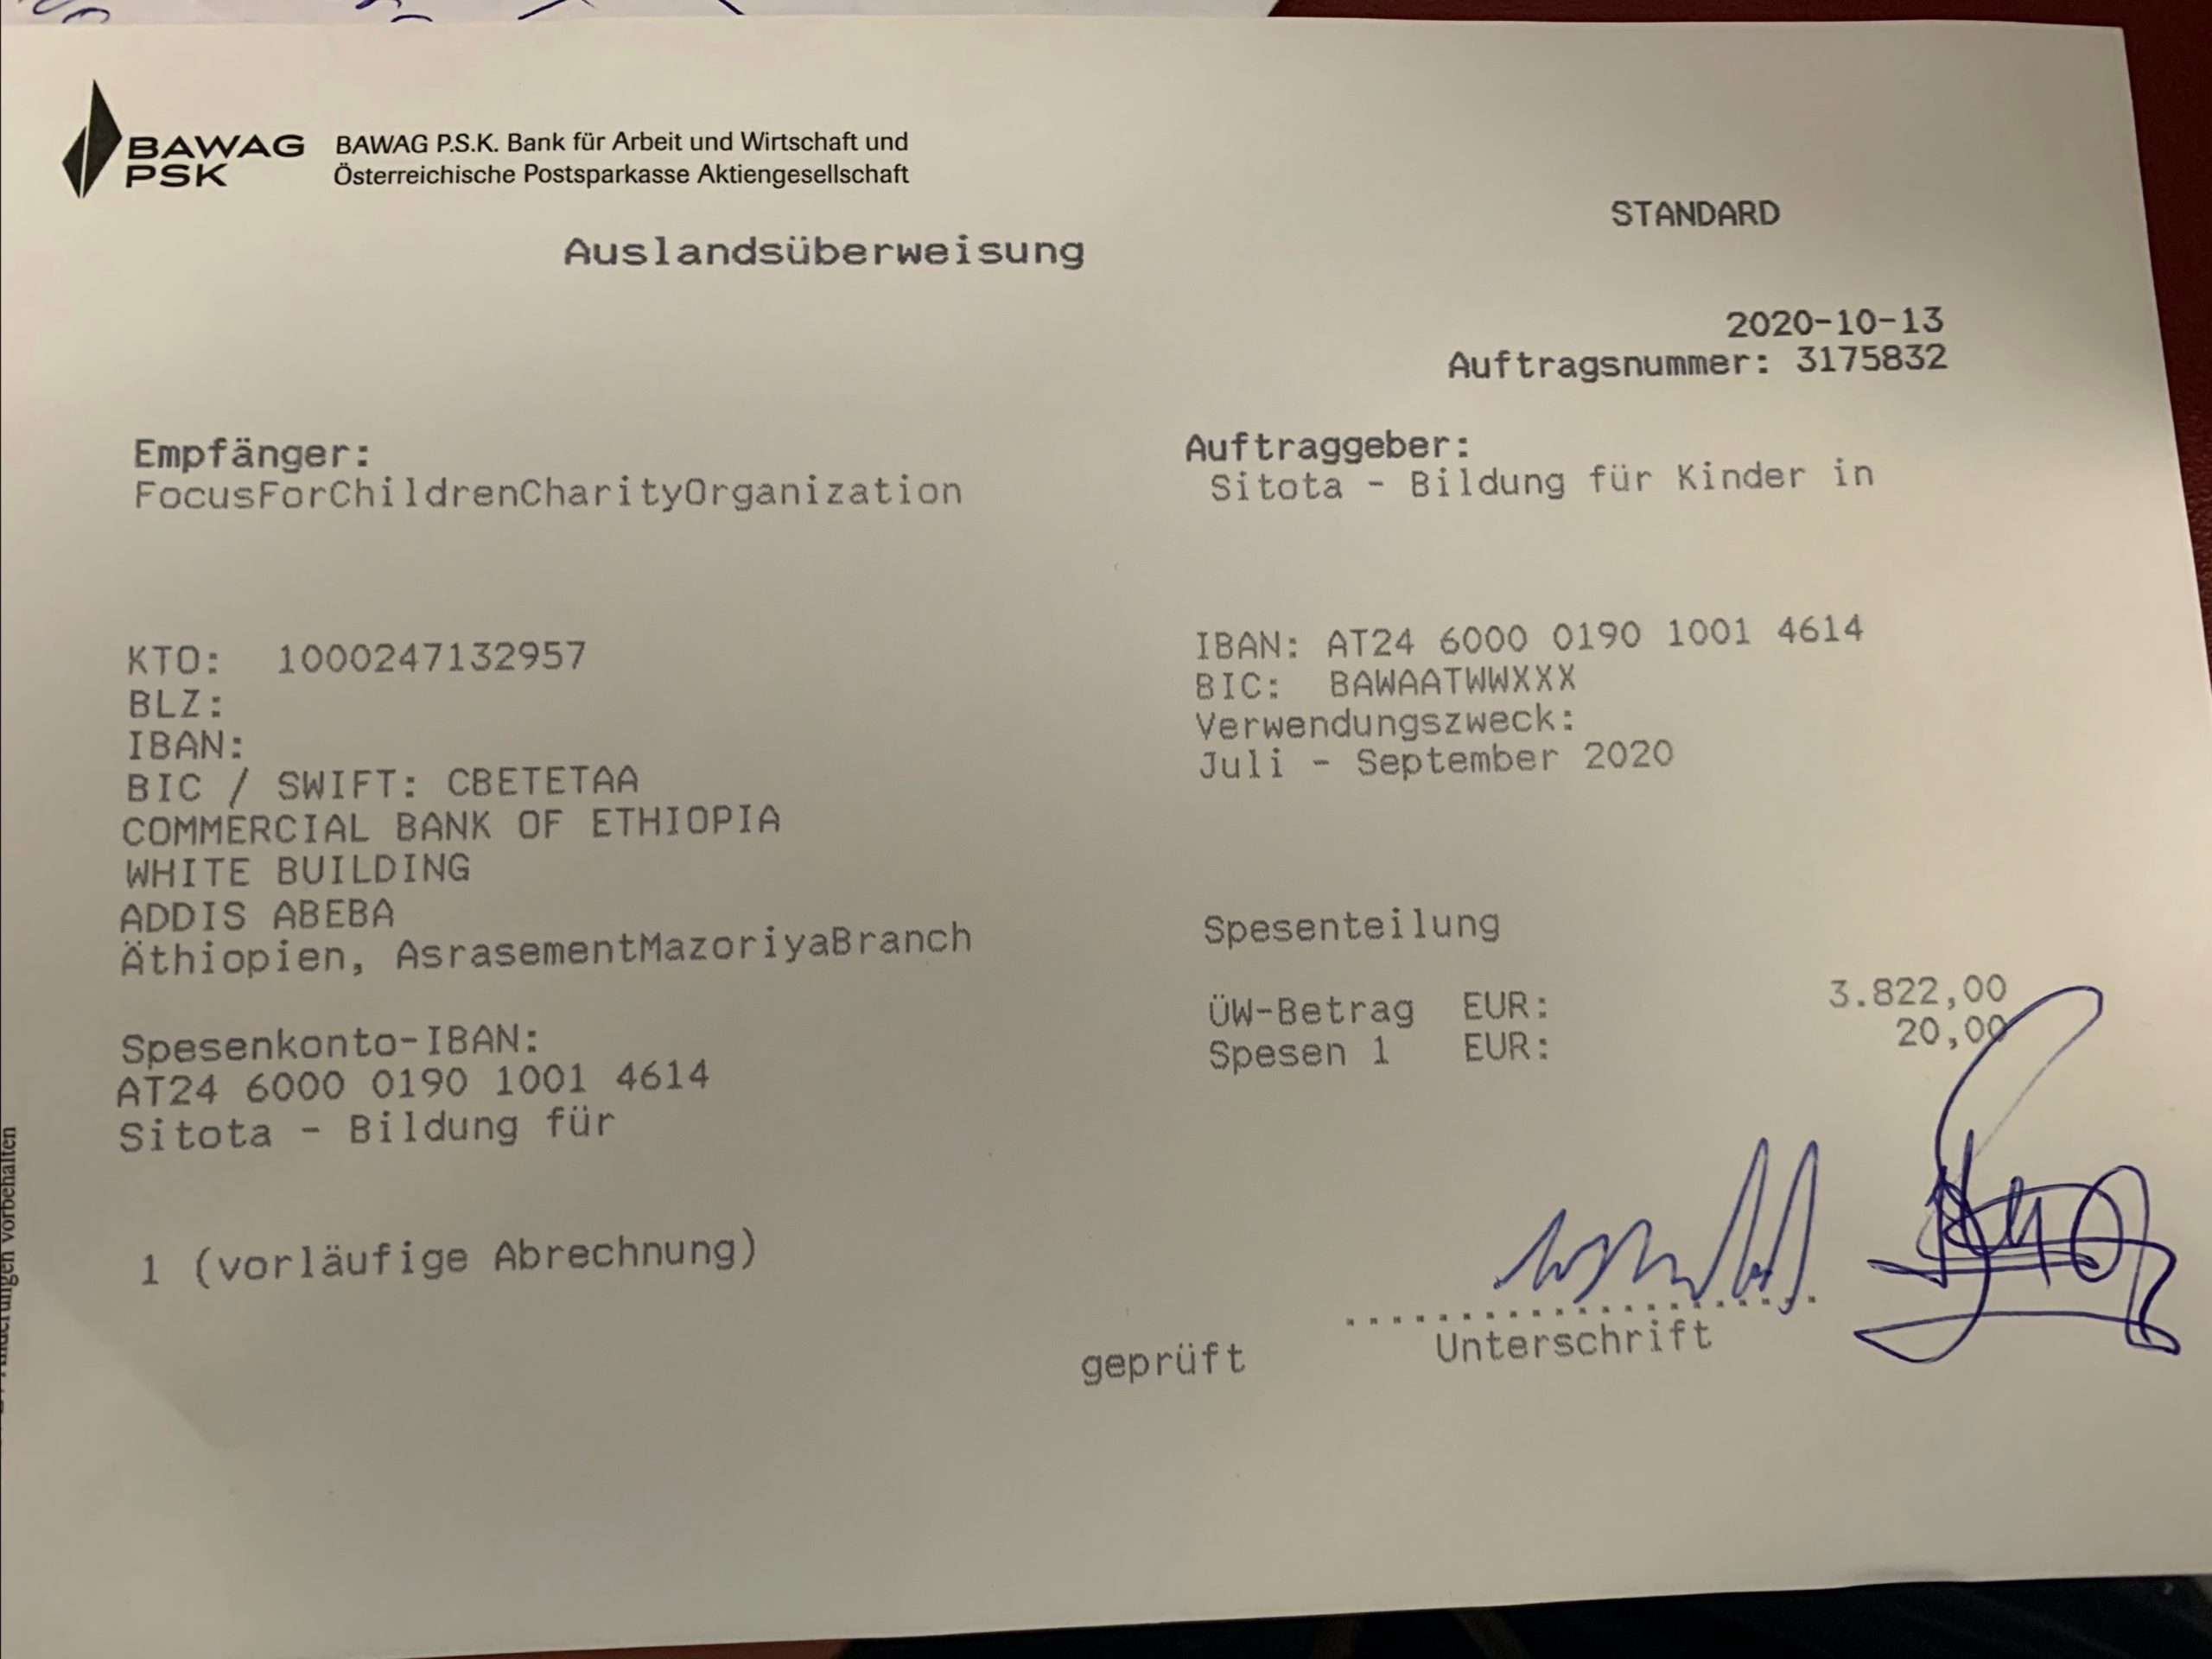 BAWAG
PSK
BAWAG P.S.K. Bank für Arbeit und Wirtschaft und
Österreichische Postsparkasse Aktiengesellschaft
STANDARD
Auslandsüberweisung
2020-10-13
Auftragsnummer: 3175832
Empfänger:
FocusForChildrenCharityOrganization
Auftraggeber:
Sitota - Bildung für Kinder in
KTO: 1000247132957
BLZ:
IBAN:
BIC / SWIFT: CBETETAA
COMMERCIAL BANK OF ETHIOPIA
WHITE BUILDING
ADDIS ABEBA
Äthiopien, AsrasementMazoriyaBranch
IBAN: AT24 6000 0190 1001 4614
BIC: BAWAATWWXXX
Verwendungszweck:
Juli - September 2020
Spesenteilung
ÜW-Betrag EUR: 3.822,00
Spesen 1 EUR: 20,00
Spesenkonto-IBAN:
AT24 6000 0190 1001 4614
Sitota - Bildung für
1 (vorläufige Abrechnung)
geprüft
Unterschrift
Änderungen vorbehalten